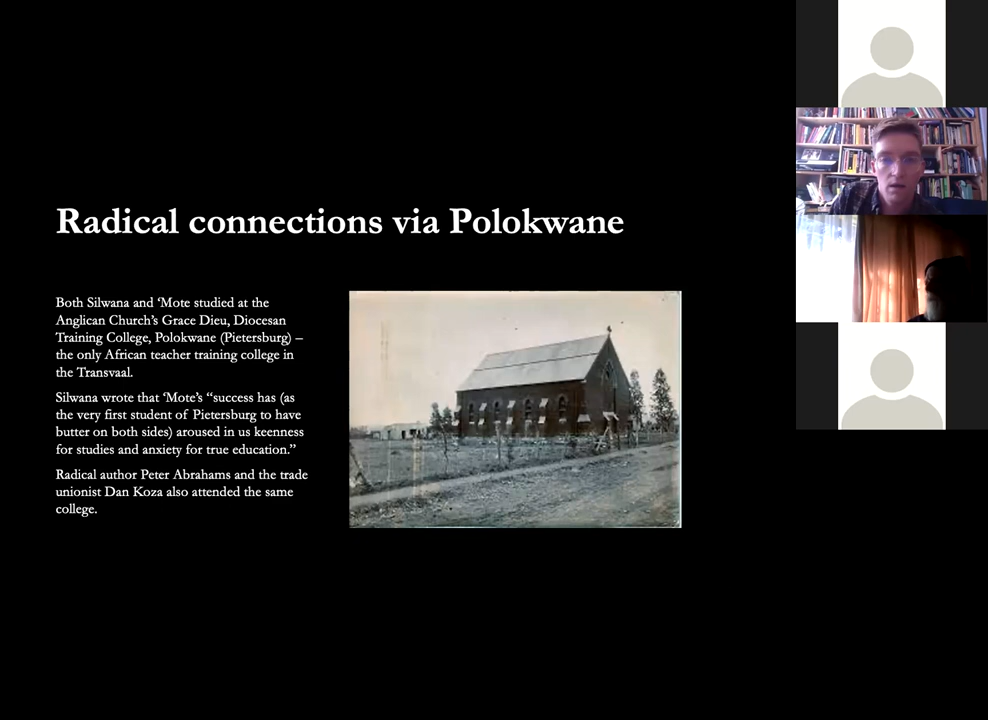 Radical connections via Polokwane
Both Silwana and ‘Mote studied at the
Anglican Church’s Grace Dieu, Diocesan
Training College, Polokwane (Pietersburg) –
the only African teacher training college in
the Transvaal.
Silwana wrote that ‘Mote’s “success has (as
the very first student of Pietersburg to have
butter on both sides) aroused in us keenness
for studies and anxiety for true education.”
Radical author Peter Abrahams and the trade
unionist Dan Koza also attended the same
college.